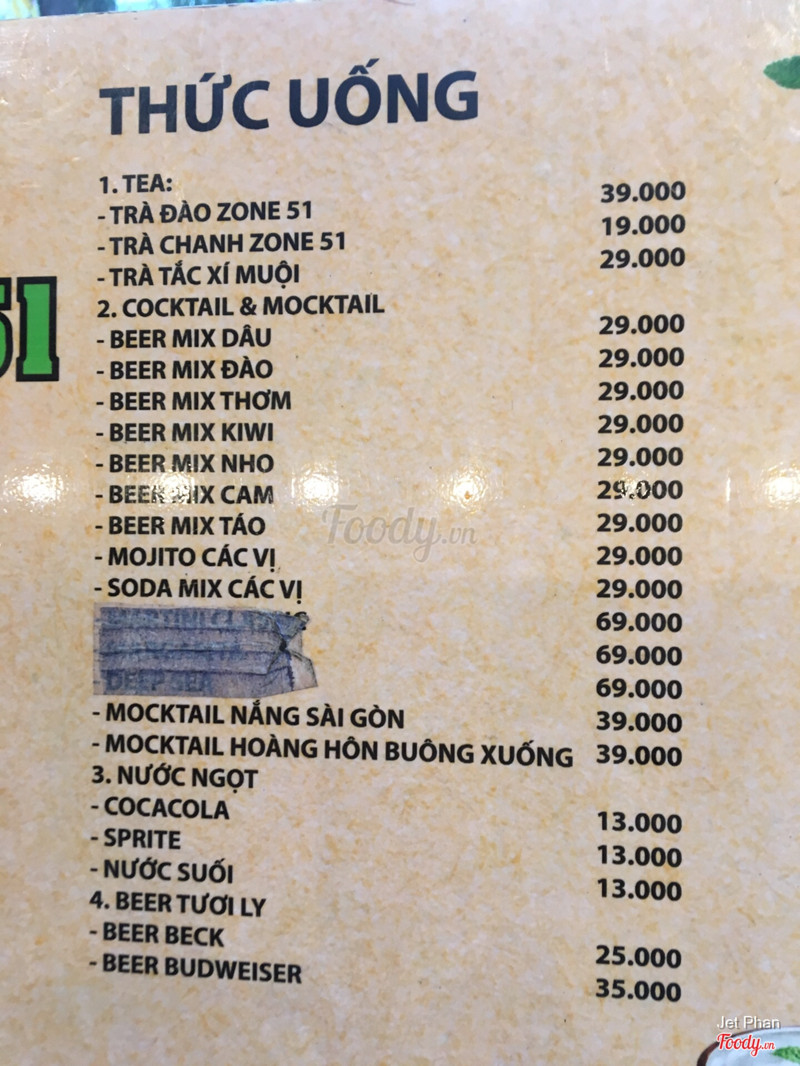 THỨC UỐNG
1. TEA:
- TRÀ ĐÀO ZONE 51 39.000
- TRÀ CHANH ZONE 51 19.000
- TRÀ TẮC XÍ MUỘI 29.000
2. COCKTAIL & MOCKTAIL
- BEER MIX DÂU 29.000
- BEER MIX ĐÀO 29.000
- BEER MIX THƠM 29.000
- BEER MIX KIWI 29.000
- BEER MIX NHO 29.000
- BEER MIX CAM 29.000
- BEER MIX TÁO 29.000
- MOJITO CÁC VỊ 29.000
- SODA MIX CÁC VỊ 29.000
69.000
69.000
69.000
- MOCKTAIL NẮNG SÀI GÒN 39.000
- MOCKTAIL HOÀNG HÔN BUÔNG XUỐNG 39.000
3. NƯỚC NGỌT
- COCACOLA 13.000
- SPRITE 13.000
- NƯỚC SUỐI 13.000
4. BEER TƯƠI LY
- BEER BECK 25.000
- BEER BUDWEISER 35.000
51
Foody.vn
Jet Phan
Foody.vn